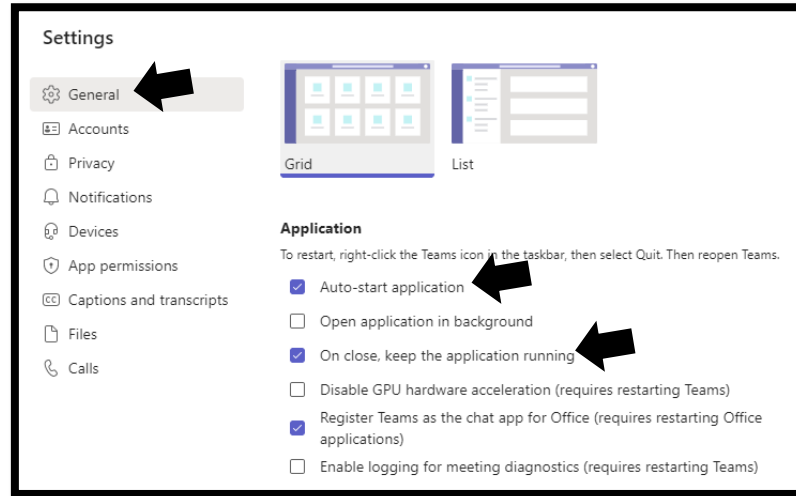 Settings
General
Accounts
Privacy
Notifications
Devices
App permissions
CC Captions and transcripts
Files
Calls
Grid
List
Application
To restart, right-click the Teams icon in the taskbar, then select Quit. Then reopen Teams.
Auto-start application
Open application in background
On close, keep the application running
Disable GPU hardware acceleration (requires restarting Teams)
Register Teams as the chat app for Office (requires restarting Office
applications)
Enable logging for meeting diagnostics (requires restarting Teams)